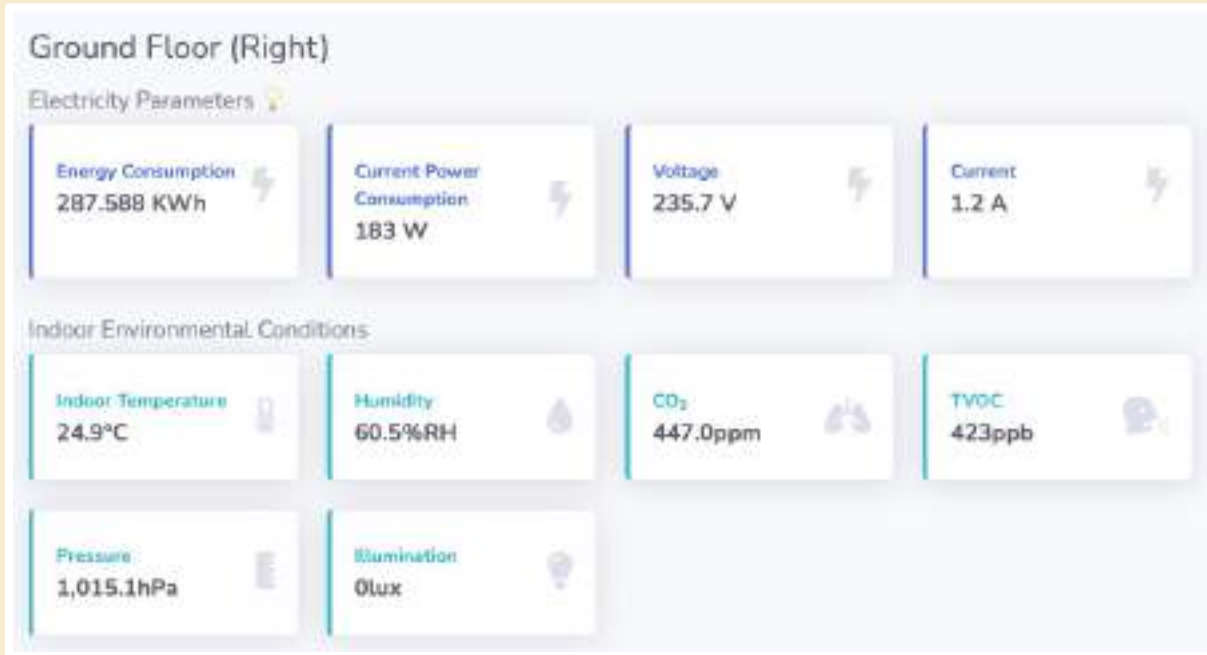 Ground Floor (Right)
Electricity Parameters
Energy Consumption
287.588 KWh
Current Power
Consumption
183 W
Voltage
235.7 V
Current
1.2 A
Indoor Environmental Conditions
Indoor Temperature
24.9°C
Humidity
60.5%RH
CO₂
447.0ppm
TVOC
423ppb
Pressure
1,015.1hPa
Illumination
0lux